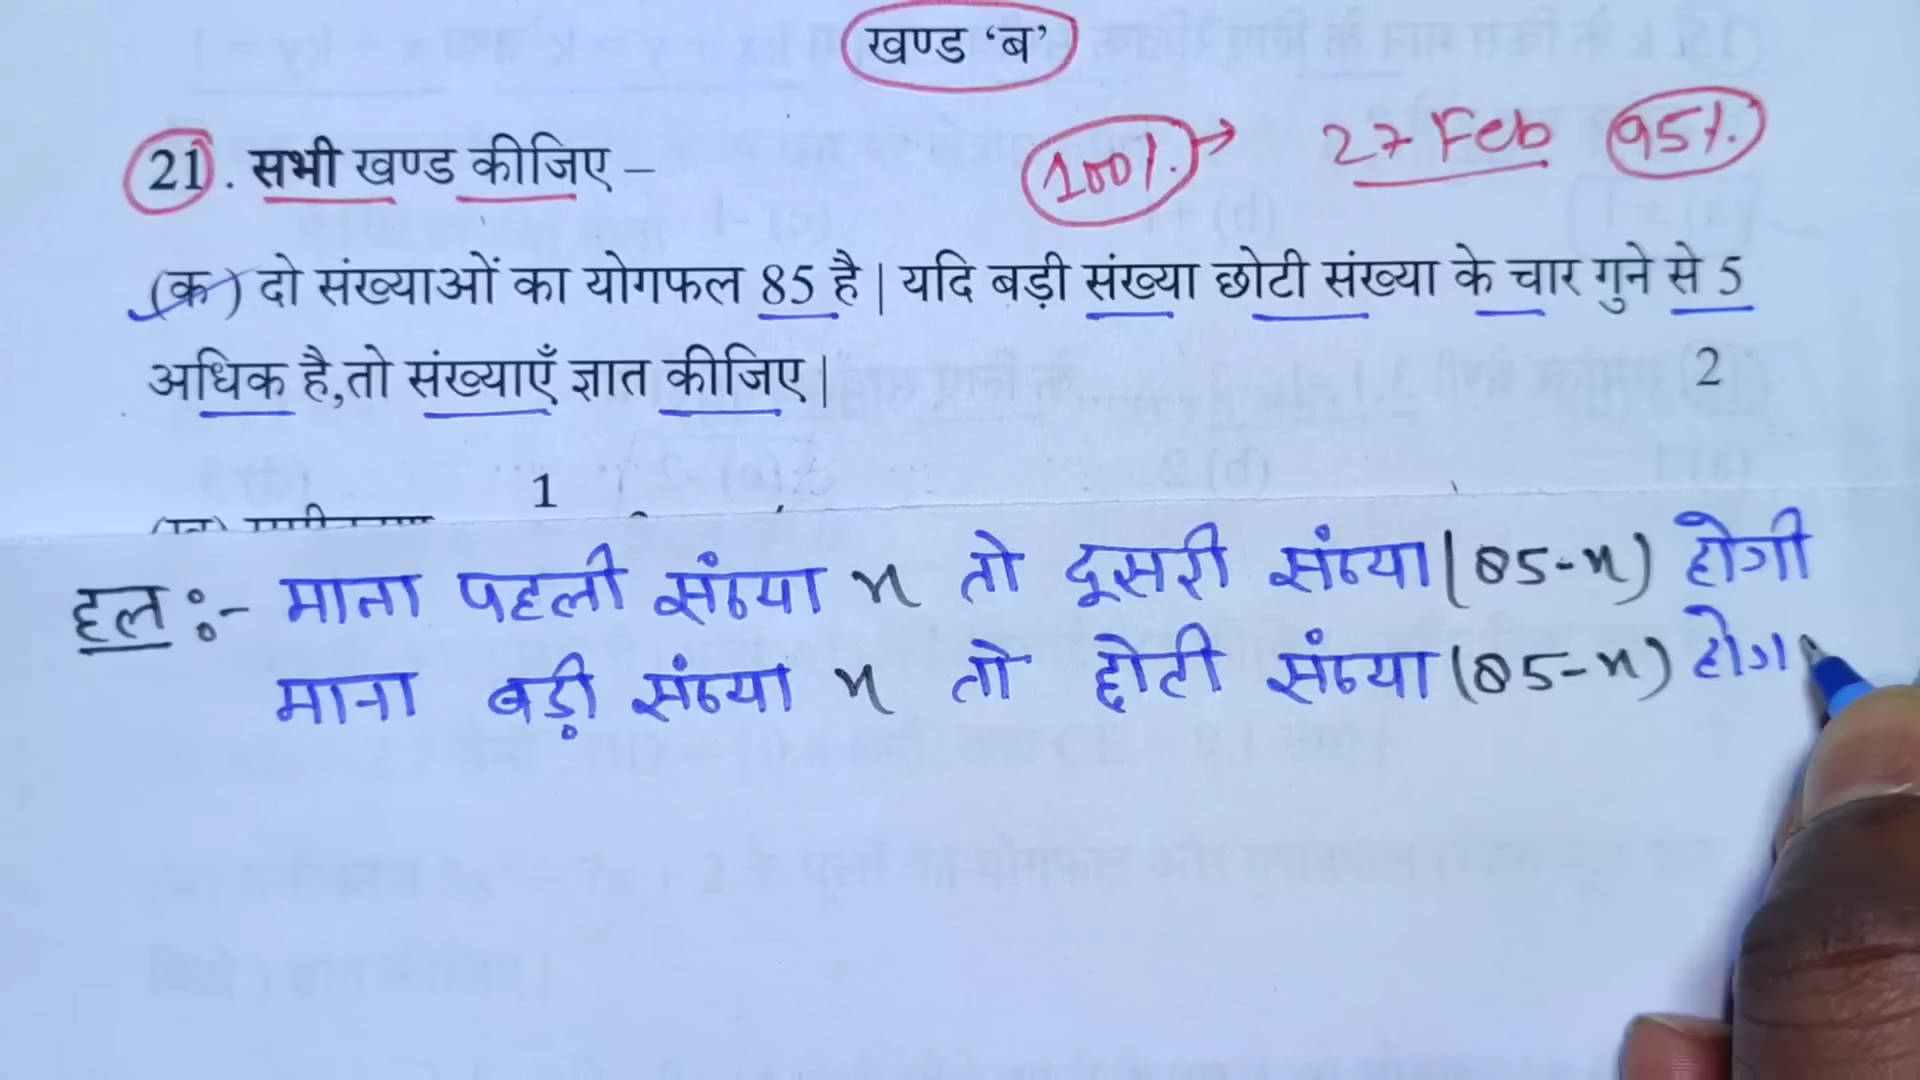 खण्ड ‘ब’
21. सभी खण्ड कीजिए –
100%. → 27 Feb 95%.
(क) दो संख्याओं का योगफल 85 है | यदि बड़ी संख्या छोटी संख्या के चार गुने से 5
अधिक है,तो संख्याएँ ज्ञात कीजिए | 2
1
हल :- माना पहली संख्या x तो दूसरी संख्या (85-x) होगी
माना बड़ी संख्या x तो छोटी संख्या (85-x) होग